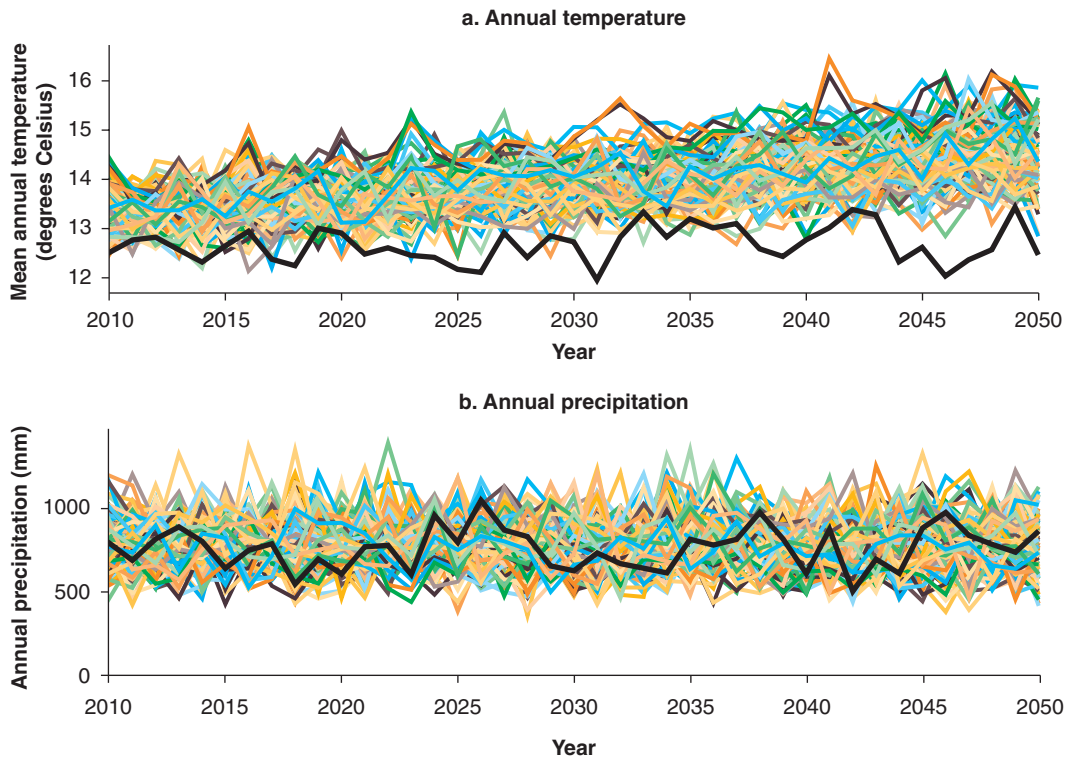 a. Annual temperature
Mean annual temperature
(degrees Celsius)
16
15
14
13
12
2010 2015 2020 2025 2030 2035 2040 2045 2050
Year
b. Annual precipitation
Annual precipitation (mm)
1000
500
0
2010 2015 2020 2025 2030 2035 2040 2045 2050
Year